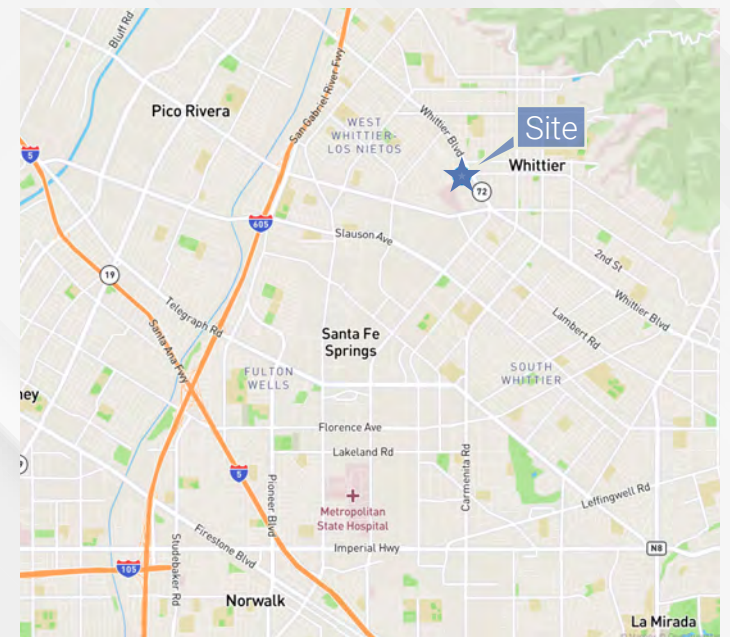 Bluff Rd
San Gabriel River Fwy
Pico Rivera
WEST
WHITTIER-
LOS NIETOS
Whittier Blvd
Site
Whittier
5
72
605
Slauson Ave
19
2nd St
Telegraph Rd
Santa Ana Fwy
Whittier Blvd
Lambert Rd
Santa Fe
Springs
FULTON
WELLS
SOUTH
WHITTIER
ney
Florence Ave
Lakeland Rd
Carmenita Rd
5
Pioneer Blvd
Metropolitan
State Hospital
Leffingwell Rd
Firestone Blvd
Studebaker Rd
Imperial Hwy
N8
105
Norwalk
La Mirada